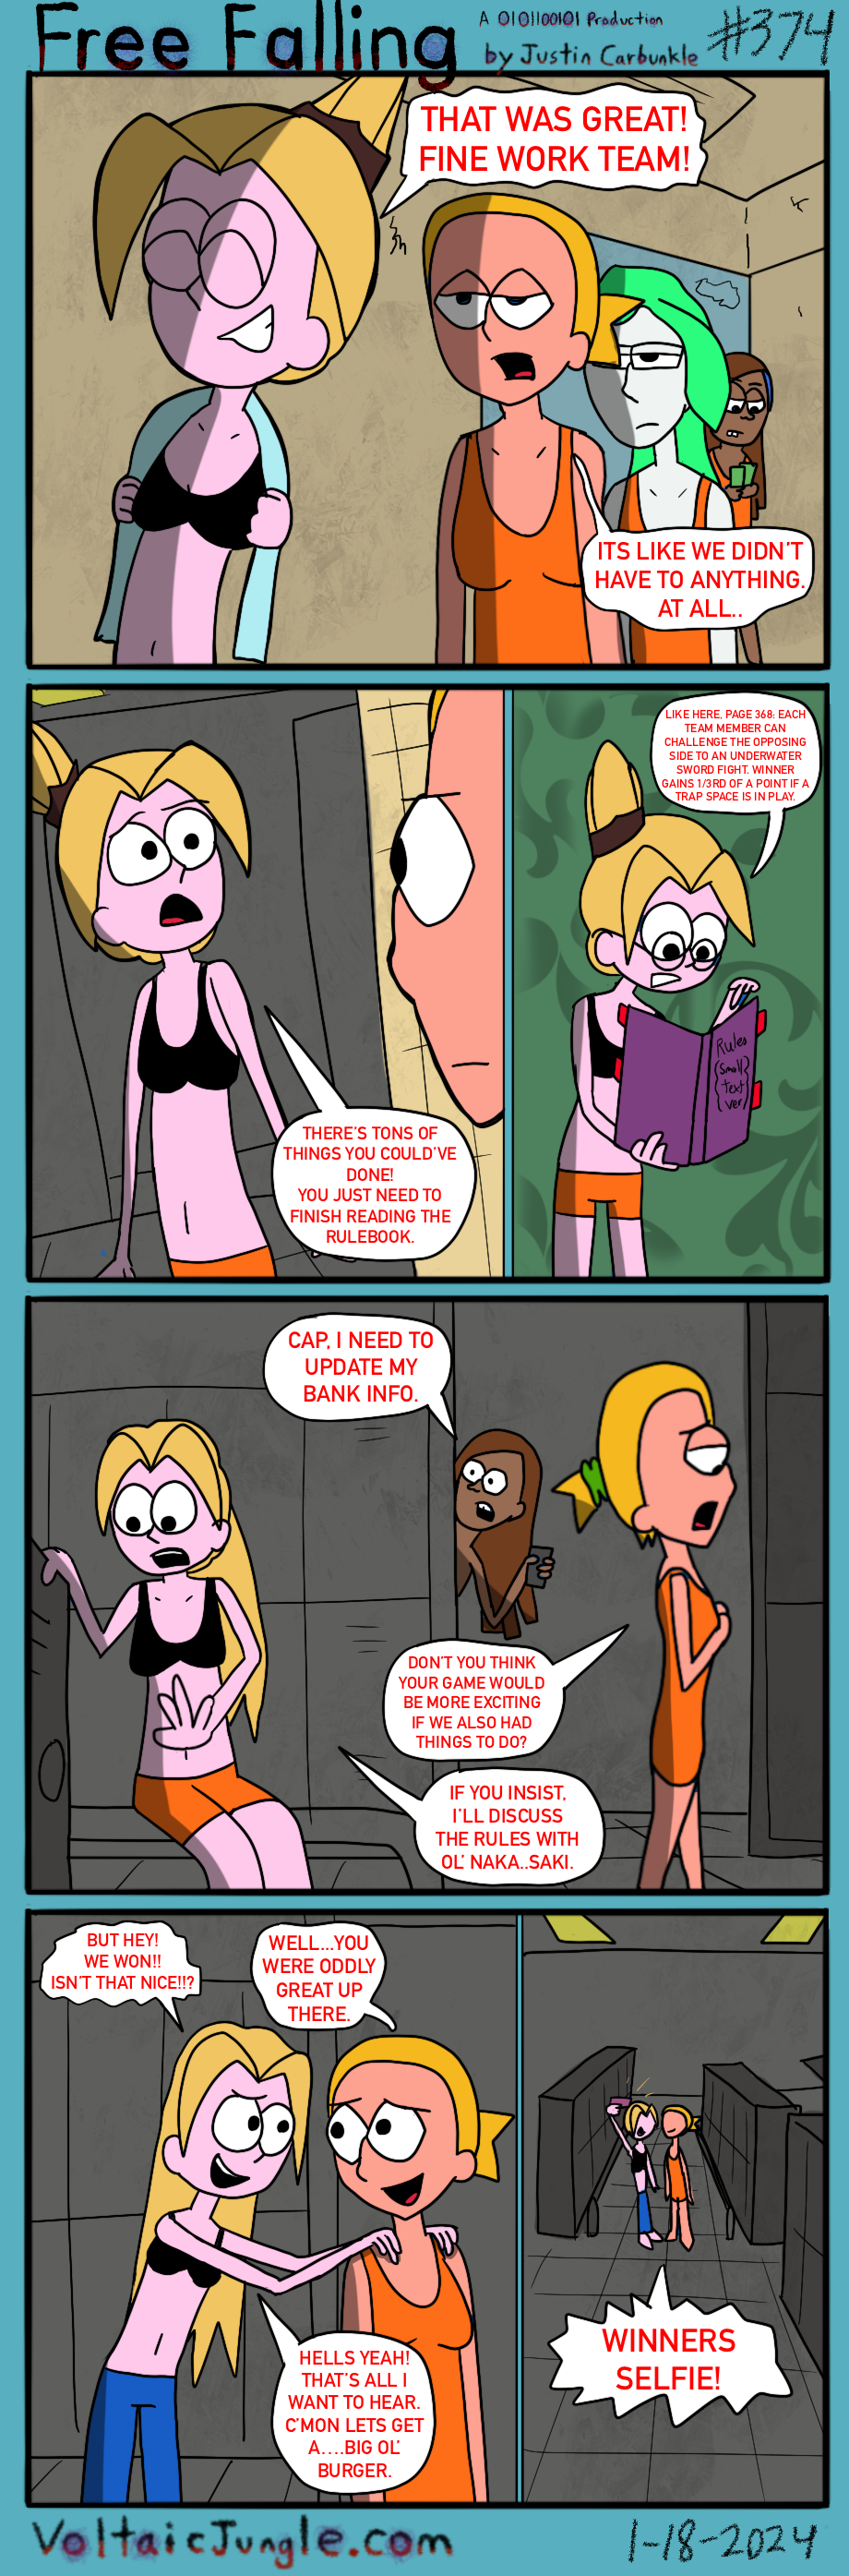 Free Falling
A 0101100101 Production
by Justin Carbunkle
#374
THAT WAS GREAT!
FINE WORK TEAM!
ITS LIKE WE DIDN'T
HAVE TO ANYTHING.
AT ALL..
THERE'S TONS OF
THINGS YOU COULD'VE
DONE!
YOU JUST NEED TO
FINISH READING THE
RULEBOOK.
LIKE HERE, PAGE 368: EACH
TEAM MEMBER CAN
CHALLENGE THE OPPOSING
SIDE TO AN UNDERWATER
SWORD FIGHT. WINNER
GAINS 1/3RD OF A POINT IF A
TRAP SPACE IS IN PLAY.
Rules
(Small
text
ver)
CAP, I NEED TO
UPDATE MY
BANK INFO.
DON'T YOU THINK
YOUR GAME WOULD
BE MORE EXCITING
IF WE ALSO HAD
THINGS TO DO?
IF YOU INSIST,
I'LL DISCUSS
THE RULES WITH
OL' NAKA..SAKI.
BUT HEY!
WE WON!!
ISN'T THAT NICE!!?
WELL...YOU
WERE ODDLY
GREAT UP
THERE.
HELLS YEAH!
THAT'S ALL I
WANT TO HEAR.
C'MON LETS GET
A....BIG OL'
BURGER.
WINNERS
SELFIE!
VoltaicJungle.com
1-18-2024